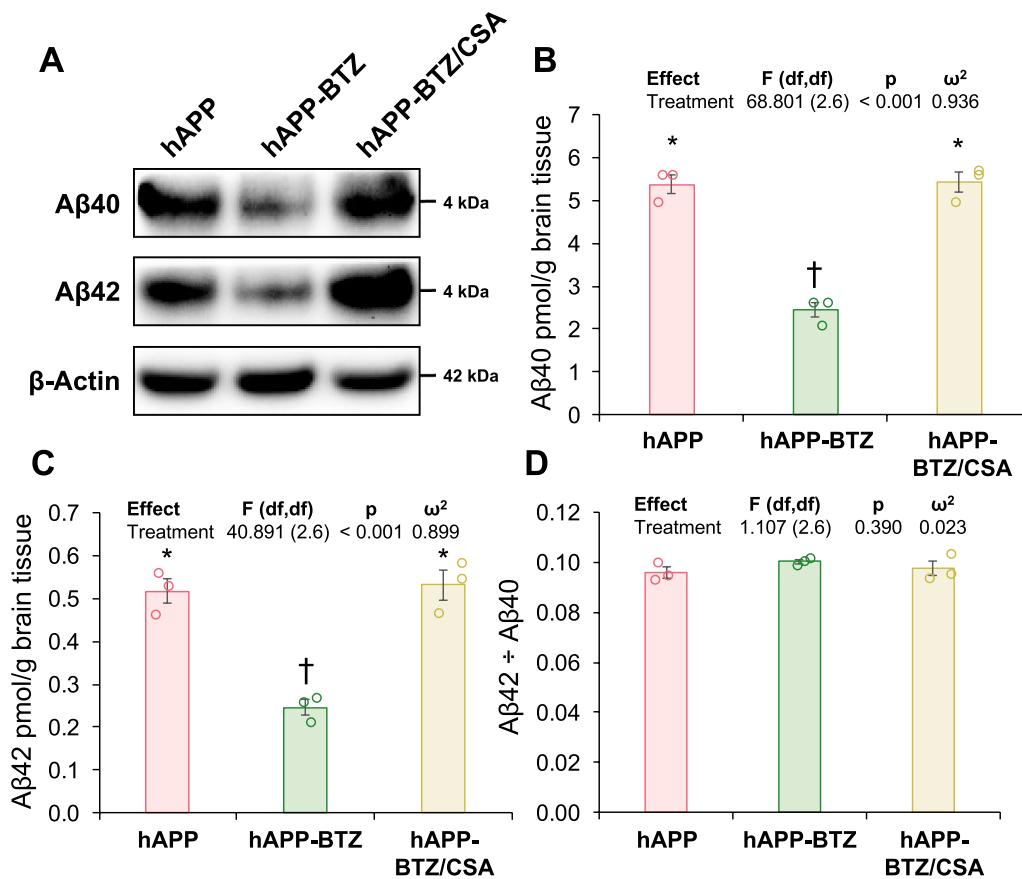 A
hAPP
hAPP-BTZ
hAPP-BTZ/CSA
Aβ40
4 kDa
Aβ42
4 kDa
β-Actin
42 kDa
B
Effect F (df,df) p ω²
Treatment 68.801 (2.6) < 0.001 0.936
Aβ40 pmol/g brain tissue
7
6
5
4
3
2
1
0
*
†
*
hAPP
hAPP-BTZ
hAPP-
BTZ/CSA
C
Effect F (df,df) p ω²
Treatment 40.891 (2.6) < 0.001 0.899
Aβ42 pmol/g brain tissue
0.7
0.6
0.5
0.4
0.3
0.2
0.1
0.0
*
†
*
hAPP
hAPP-BTZ
hAPP-
BTZ/CSA
D
Effect F (df,df) p ω²
Treatment 1.107 (2.6) 0.390 0.023
Aβ42 ÷ Aβ40
0.12
0.10
0.08
0.06
0.04
0.02
0.00
hAPP
hAPP-BTZ
hAPP-
BTZ/CSA